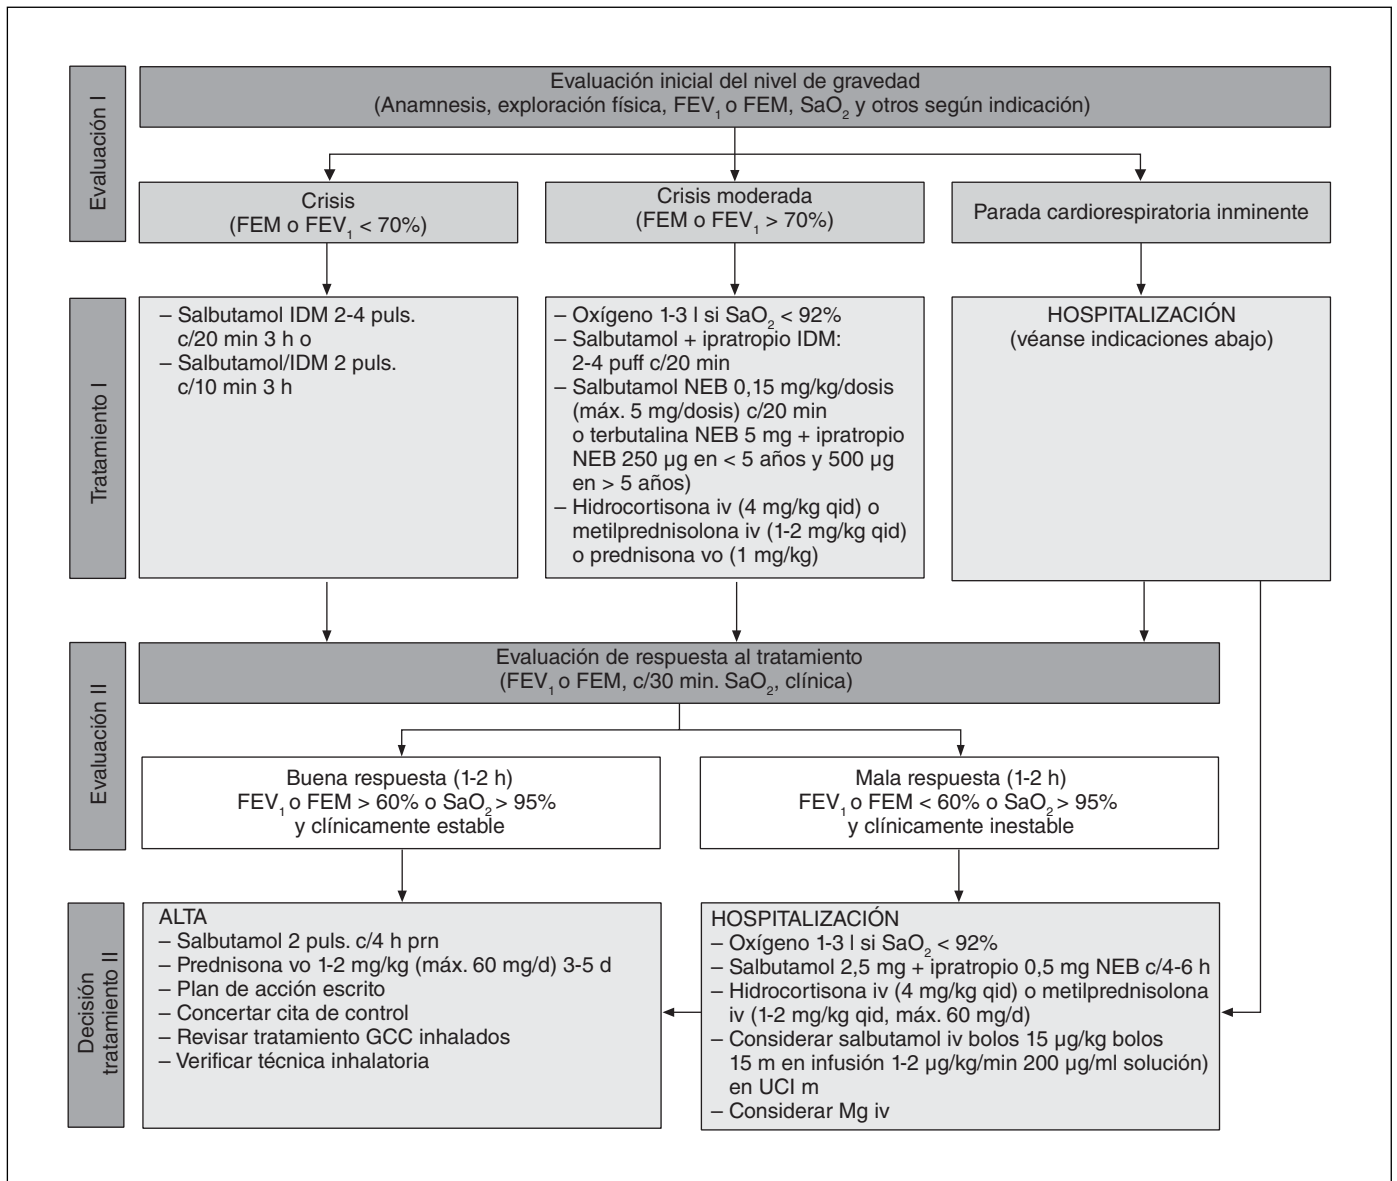 Evaluación I
Evaluación inicial del nivel de gravedad
(Anamnesis, exploración física, FEV₁ o FEM, SaO₂ y otros según indicación)
Crisis
(FEM o FEV₁ < 70%)
Crisis moderada
(FEM o FEV₁ > 70%)
Parada cardiorespiratoria inminente
Tratamiento I
– Salbutamol IDM 2-4 puls.
c/20 min 3 h o
– Salbutamol/IDM 2 puls.
c/10 min 3 h
– Oxígeno 1-3 l si SaO₂ < 92%
– Salbutamol + ipratropio IDM:
2-4 puff c/20 min
– Salbutamol NEB 0,15 mg/kg/dosis
(máx. 5 mg/dosis) c/20 min
o terbutalina NEB 5 mg + ipratropio
NEB 250 µg en < 5 años y 500 µg
en > 5 años)
– Hidrocortisona iv (4 mg/kg qid) o
metilprednisolona iv (1-2 mg/kg qid)
o prednisona vo (1 mg/kg)
HOSPITALIZACIÓN
(véanse indicaciones abajo)
Evaluación II
Evaluación de respuesta al tratamiento
(FEV₁ o FEM, c/30 min. SaO₂, clínica)
Buena respuesta (1-2 h)
FEV₁ o FEM > 60% o SaO₂ > 95%
y clínicamente estable
Mala respuesta (1-2 h)
FEV₁ o FEM < 60% o SaO₂ > 95%
y clínicamente inestable
Decisión
tratamiento II
ALTA
– Salbutamol 2 puls. c/4 h prn
– Prednisona vo 1-2 mg/kg (máx. 60 mg/d) 3-5 d
– Plan de acción escrito
– Concertar cita de control
– Revisar tratamiento GCC inhalados
– Verificar técnica inhalatoria
HOSPITALIZACIÓN
– Oxígeno 1-3 l si SaO₂ < 92%
– Salbutamol 2,5 mg + ipratropio 0,5 mg NEB c/4-6 h
– Hidrocortisona iv (4 mg/kg qid) o metilprednisolona
iv (1-2 mg/kg qid, máx. 60 mg/d)
– Considerar salbutamol iv bolos 15 µg/kg bolos
15 m en infusión 1-2 µg/kg/min 200 µg/ml solución)
en UCI m
– Considerar Mg iv